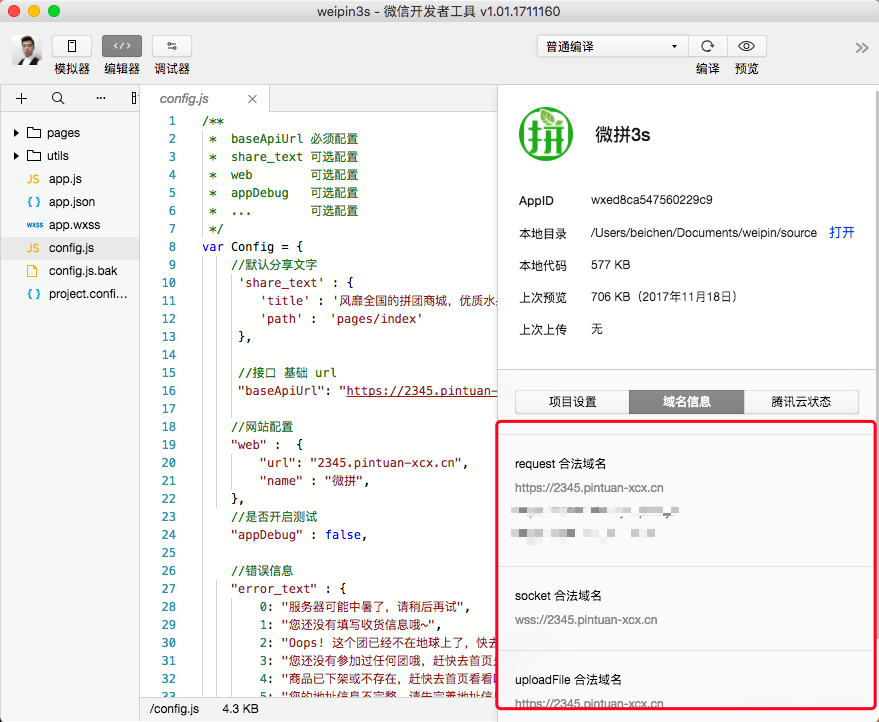 weipin3s - 微信开发者工具 v1.01.1711160
模拟器 编辑器 调试器
普通编译
编译 预览
config.js
pages
utils
JS app.js
{ } app.json
wxss app.wxss
JS config.js
config.js.bak
{ } project.confi...
1 /**
2 * baseApiUrl 必须配置
3 * share_text 可选配置
4 * web 可选配置
5 * appDebug 可选配置
6 * ... 可选配置
7 */
8 var Config = {
9 //默认分享文字
10 'share_text' : {
11 'title' : '风靡全国的拼团商城，优质水
12 'path' : 'pages/index'
13 },
14
15 //接口 基础 url
16 "baseApiUrl": "https://2345.pintuan-
17
18 //网站配置
19 "web" : {
20 "url": "2345.pintuan-xcx.cn",
21 "name" : "微拼",
22 },
23 //是否开启测试
24 "appDebug" : false,
25
26 //错误信息
27 "error_text" : {
28 0: "服务器可能中暑了，请稍后再试",
29 1: "您还没有填写收货信息哦~",
30 2: "Oops! 这个团已经不在地球上了，快去
31 3: "您还没有参加过任何团哦，赶快去首页
32 4: "商品已下架或不存在，赶快去首页看看
33 5: "您的地址信息不完整，请先完善地址信
/config.js 4.3 KB
拼
微拼3s
AppID wxed8ca547560229c9
本地目录 /Users/beichen/Documents/weipin/source 打开
本地代码 577 KB
上次预览 706 KB（2017年11月18日）
上次上传 无
项目设置 域名信息 腾讯云状态
request 合法域名
https://2345.pintuan-xcx.cn
socket 合法域名
wss://2345.pintuan-xcx.cn
uploadFile 合法域名
https://2345.pintuan-xcx.cn